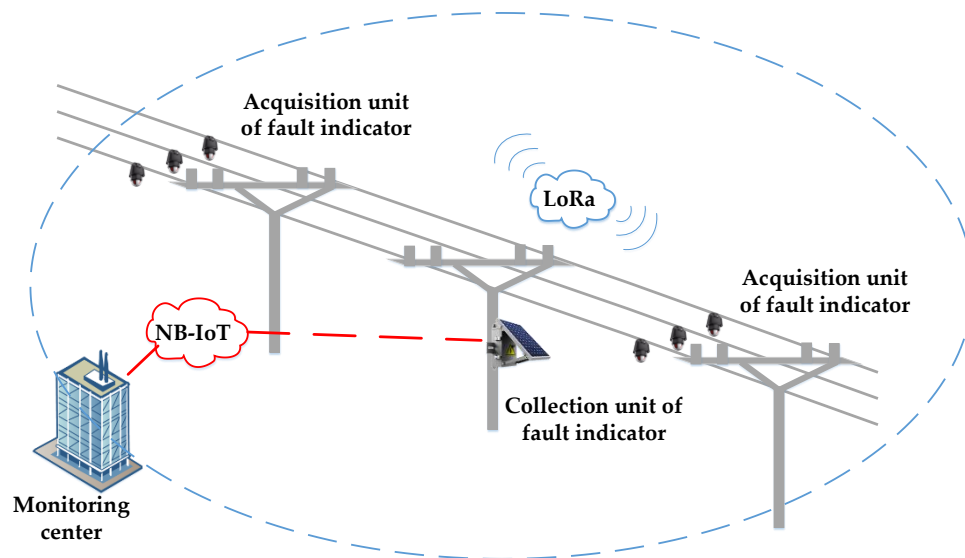 Acquisition unit
of fault indicator
LoRa
Acquisition unit
of fault indicator
NB-IoT
Collection unit of
fault indicator
Monitoring
center